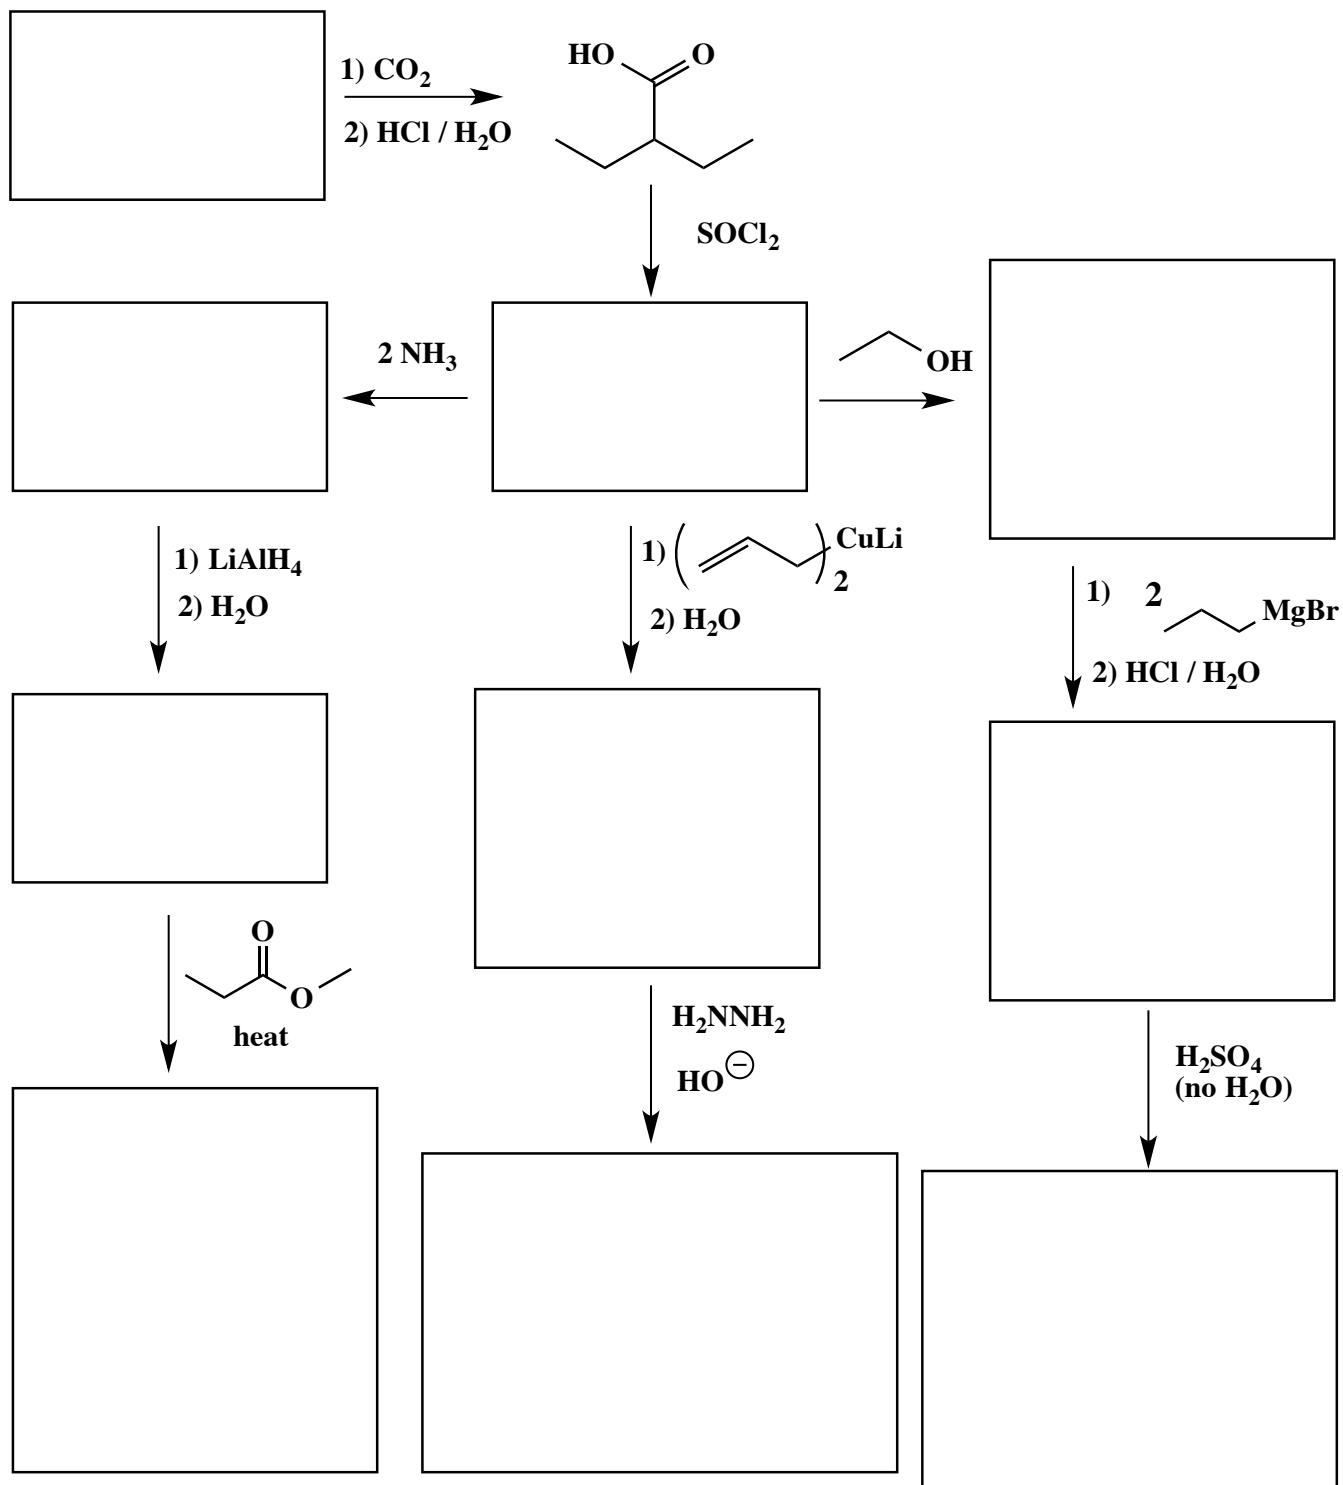 HO O
1) CO₂
2) HCl / H₂O
SOCl₂
2 NH₃
OH
1) LiAlH₄
2) H₂O
1) ( )₂ CuLi
2) H₂O
1) 2 MgBr
2) HCl / H₂O
O
O
heat
H₂NNH₂
HO⊖
H₂SO₄
(no H₂O)